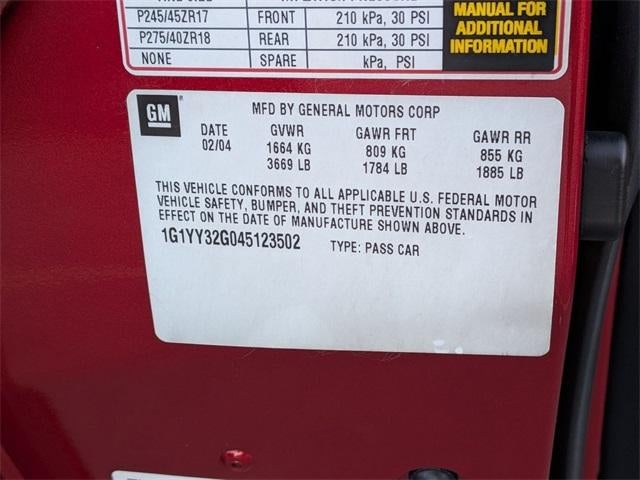 P245/45ZR17 FRONT 210 kPa, 30 PSI
P275/40ZR18 REAR 210 kPa, 30 PSI
NONE SPARE kPa, PSI
MANUAL FOR
ADDITIONAL
INFORMATION
GM
MFD BY GENERAL MOTORS CORP
DATE GVWR GAWR FRT GAWR RR
02/04 1664 KG 809 KG 855 KG
3669 LB 1784 LB 1885 LB
THIS VEHICLE CONFORMS TO ALL APPLICABLE U.S. FEDERAL MOTOR
VEHICLE SAFETY, BUMPER, AND THEFT PREVENTION STANDARDS IN
EFFECT ON THE DATE OF MANUFACTURE SHOWN ABOVE.
1G1YY32G045123502 TYPE: PASS CAR